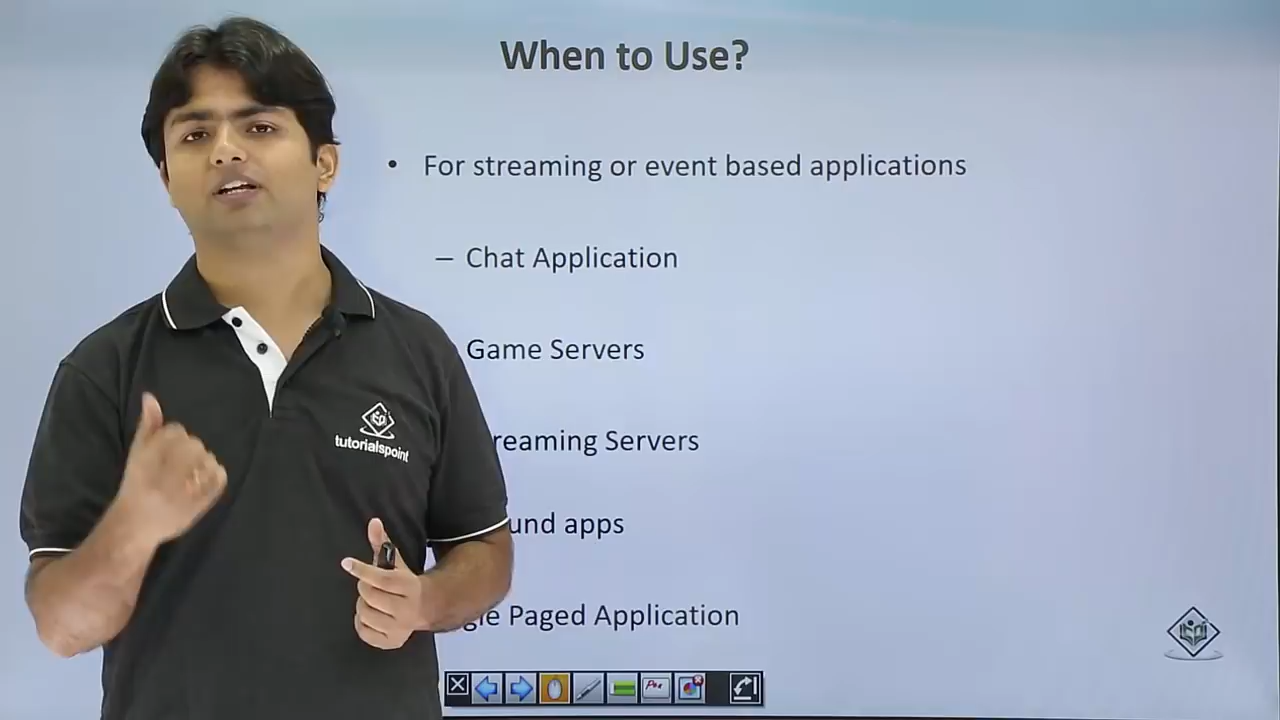 When to Use?
• For streaming or event based applications
– Chat Application
Game Servers
reaming Servers
und apps
gle Paged Application
tutorialspoint